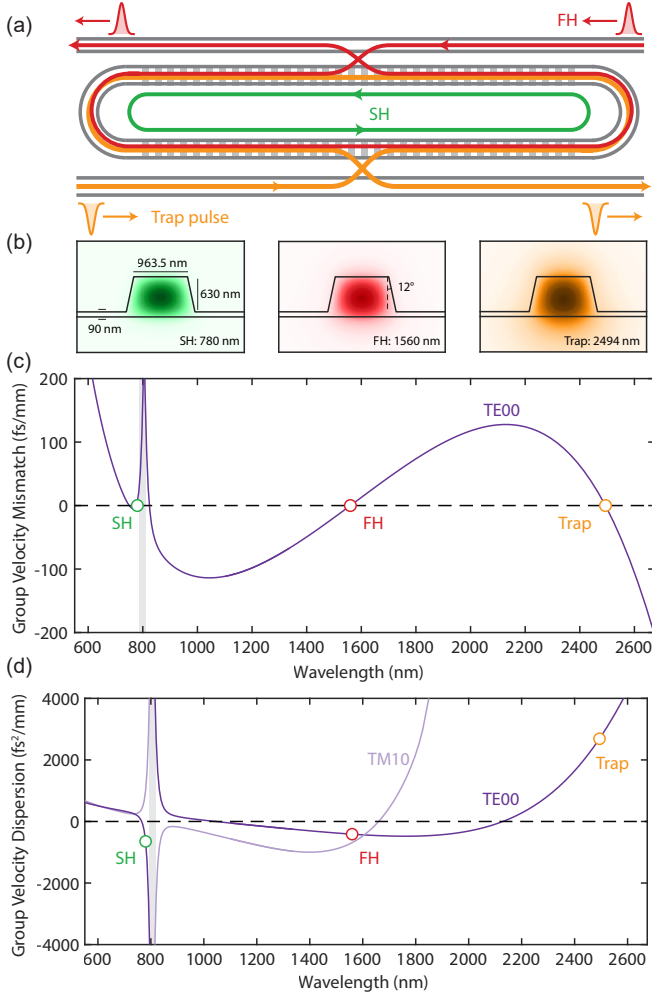 (a)
FH
SH
Trap pulse
(b)
963.5 nm
630 nm
90 nm
SH: 780 nm
12°
FH: 1560 nm
Trap: 2494 nm
(c)
Group Velocity Mismatch (fs/mm)
200
100
0
-100
-200
TE00
SH
FH
Trap
600 800 1000 1200 1400 1600 1800 2000 2200 2400 2600
Wavelength (nm)
(d)
Group Velocity Dispersion (fs²/mm)
4000
2000
0
-2000
-4000
TM10
TE00
Trap
SH
FH
600 800 1000 1200 1400 1600 1800 2000 2200 2400 2600
Wavelength (nm)